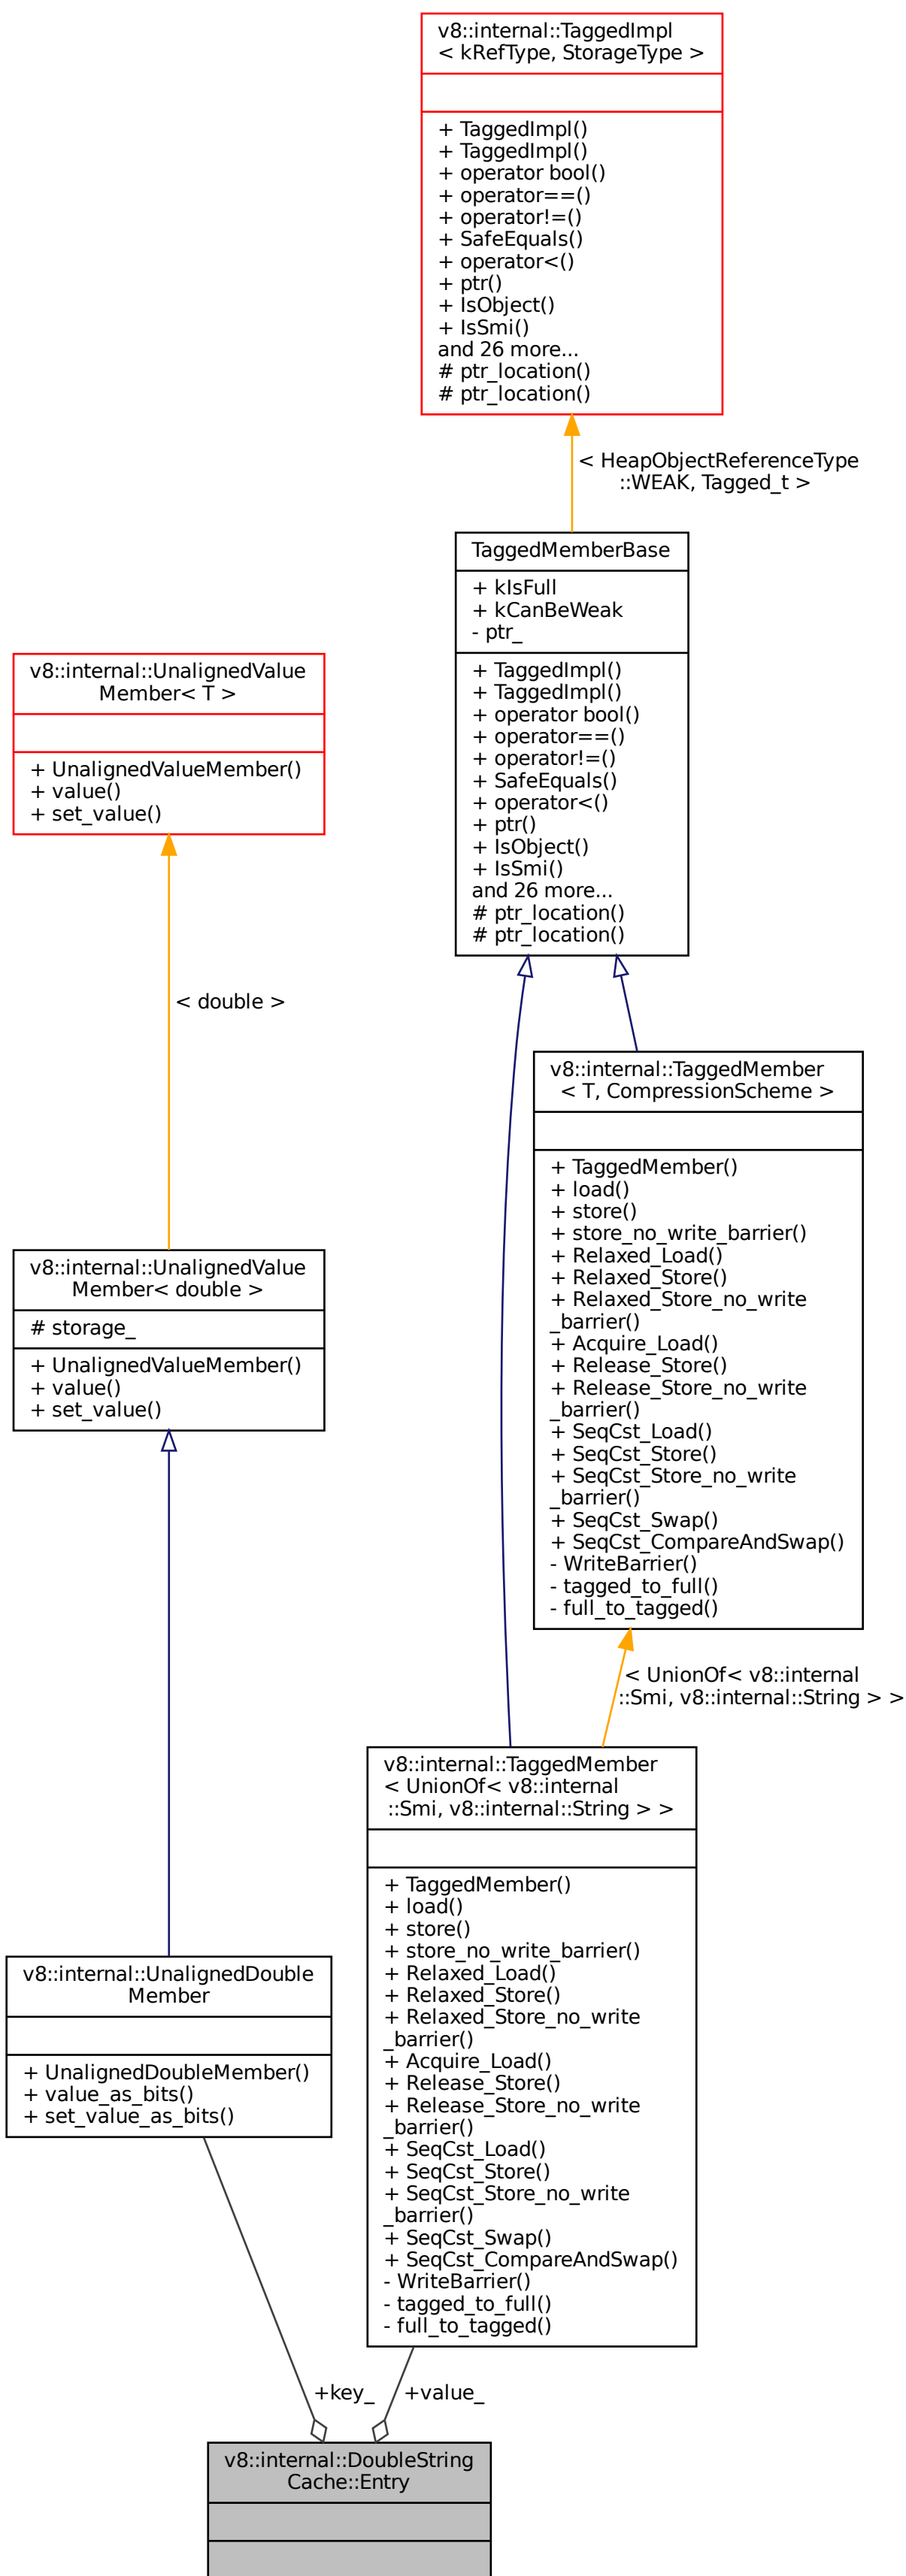 v8::internal::TaggedImpl
< kRefType, StorageType >
+ TaggedImpl()
+ TaggedImpl()
+ operator bool()
+ operator==()
+ operator!=()
+ SafeEquals()
+ operator<()
+ ptr()
+ IsObject()
+ IsSmi()
and 26 more...
# ptr_location()
# ptr_location()
< HeapObjectReferenceType
::WEAK, Tagged_t >
TaggedMemberBase
+ kIsFull
+ kCanBeWeak
- ptr_
+ TaggedImpl()
+ TaggedImpl()
+ operator bool()
+ operator==()
+ operator!=()
+ SafeEquals()
+ operator<()
+ ptr()
+ IsObject()
+ IsSmi()
and 26 more...
# ptr_location()
# ptr_location()
v8::internal::UnalignedValue
Member< T >
+ UnalignedValueMember()
+ value()
+ set_value()
< double >
v8::internal::TaggedMember
< T, CompressionScheme >
+ TaggedMember()
+ load()
+ store()
+ store_no_write_barrier()
+ Relaxed_Load()
+ Relaxed_Store()
+ Relaxed_Store_no_write
_barrier()
+ Acquire_Load()
+ Release_Store()
+ Release_Store_no_write
_barrier()
+ SeqCst_Load()
+ SeqCst_Store()
+ SeqCst_Store_no_write
_barrier()
+ SeqCst_Swap()
+ SeqCst_CompareAndSwap()
- WriteBarrier()
- tagged_to_full()
- full_to_tagged()
v8::internal::UnalignedValue
Member< double >
# storage_
+ UnalignedValueMember()
+ value()
+ set_value()
< UnionOf< v8::internal
::Smi, v8::internal::String > >
v8::internal::TaggedMember
< UnionOf< v8::internal
::Smi, v8::internal::String > >
+ TaggedMember()
+ load()
+ store()
+ store_no_write_barrier()
+ Relaxed_Load()
+ Relaxed_Store()
+ Relaxed_Store_no_write
_barrier()
+ Acquire_Load()
+ Release_Store()
+ Release_Store_no_write
_barrier()
+ SeqCst_Load()
+ SeqCst_Store()
+ SeqCst_Store_no_write
_barrier()
+ SeqCst_Swap()
+ SeqCst_CompareAndSwap()
- WriteBarrier()
- tagged_to_full()
- full_to_tagged()
v8::internal::UnalignedDouble
Member
+ UnalignedDoubleMember()
+ value_as_bits()
+ set_value_as_bits()
+key_
+value_
v8::internal::DoubleString
Cache::Entry